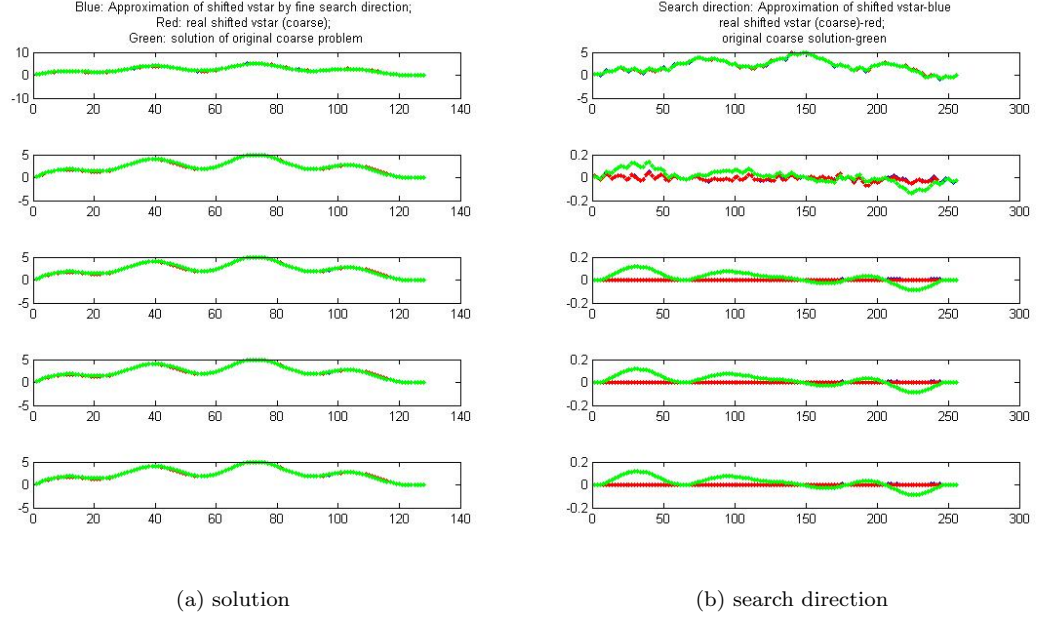 Blue: Approximation of shifted vstar by fine search direction;
Red: real shifted vstar (coarse);
Green: solution of original coarse problem
10
0
-10
0 20 40 60 80 100 120 140
5
0
-5
0 20 40 60 80 100 120 140
5
0
-5
0 20 40 60 80 100 120 140
5
0
-5
0 20 40 60 80 100 120 140
5
0
-5
0 20 40 60 80 100 120 140
(a) solution
Search direction: Approximation of shifted vstar-blue
real shifted vstar (coarse)-red;
original coarse solution-green
5
0
-5
0 50 100 150 200 250 300
0.2
0
-0.2
0 50 100 150 200 250 300
0.2
0
-0.2
0 50 100 150 200 250 300
0.2
0
-0.2
0 50 100 150 200 250 300
0.2
0
-0.2
0 50 100 150 200 250 300
(b) search direction